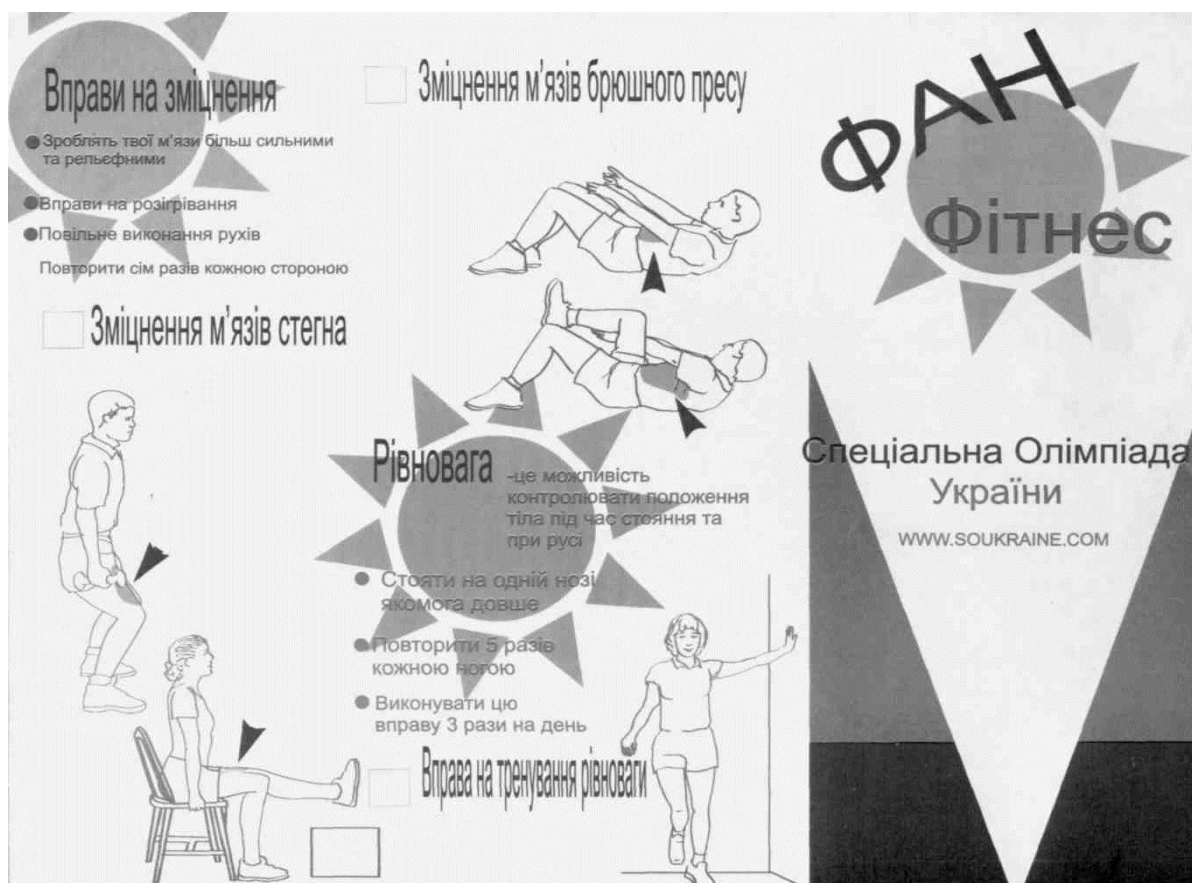 Вправи на зміцнення
Зроблять твої м'язи більш сильними
та рельєфними
Вправи на розігрівання
Повільне виконання рухів
Повторити сім разів кожною стороною
Зміцнення м'язів стегна
Зміцнення м'язів брюшного пресу
Рівновага
-це можливість
контролювати положення
тіла під час стояння та
при русі
Стояти на одній нозі
якомога довше
Повторити 5 разів
кожною ногою
Виконувати цю
вправу 3 рази на день
Вправа на тренування рівноваги
ФАН
Фітнес
Спеціальна Олімпіада
України
WWW.SOUKRAINE.COM